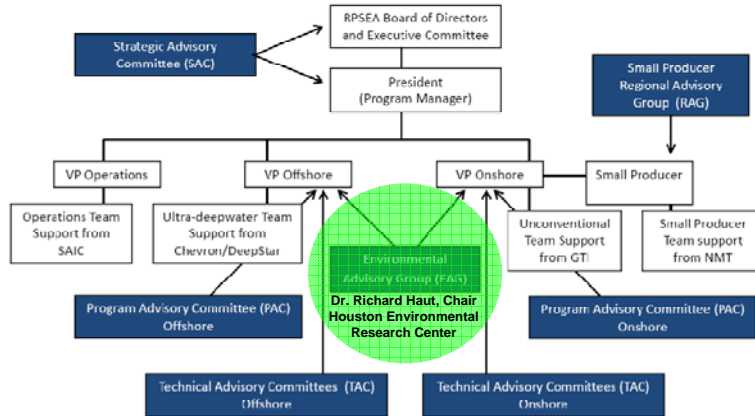 RPSEA Board of Directors
and Executive Committee
Strategic Advisory
Committee (SAC)
President
(Program Manager)
Small Producer
Regional Advisory
Group (RAG)
VP Operations
VP Offshore
VP Onshore
Small Producer
Operations Team
Support from
SAIC
Ultra-deepwater Team
Support from
Chevron/DeepStar
Unconventional
Team Support
from GTI
Small Producer
Team support
from NMT
Environmental
Advisory Group (EAG)
Dr. Richard Haut, Chair
Houston Environmental
Research Center
Program Advisory Committee (PAC)
Offshore
Program Advisory Committee (PAC)
Onshore
Technical Advisory Committees (TAC)
Offshore
Technical Advisory Committees (TAC)
Onshore